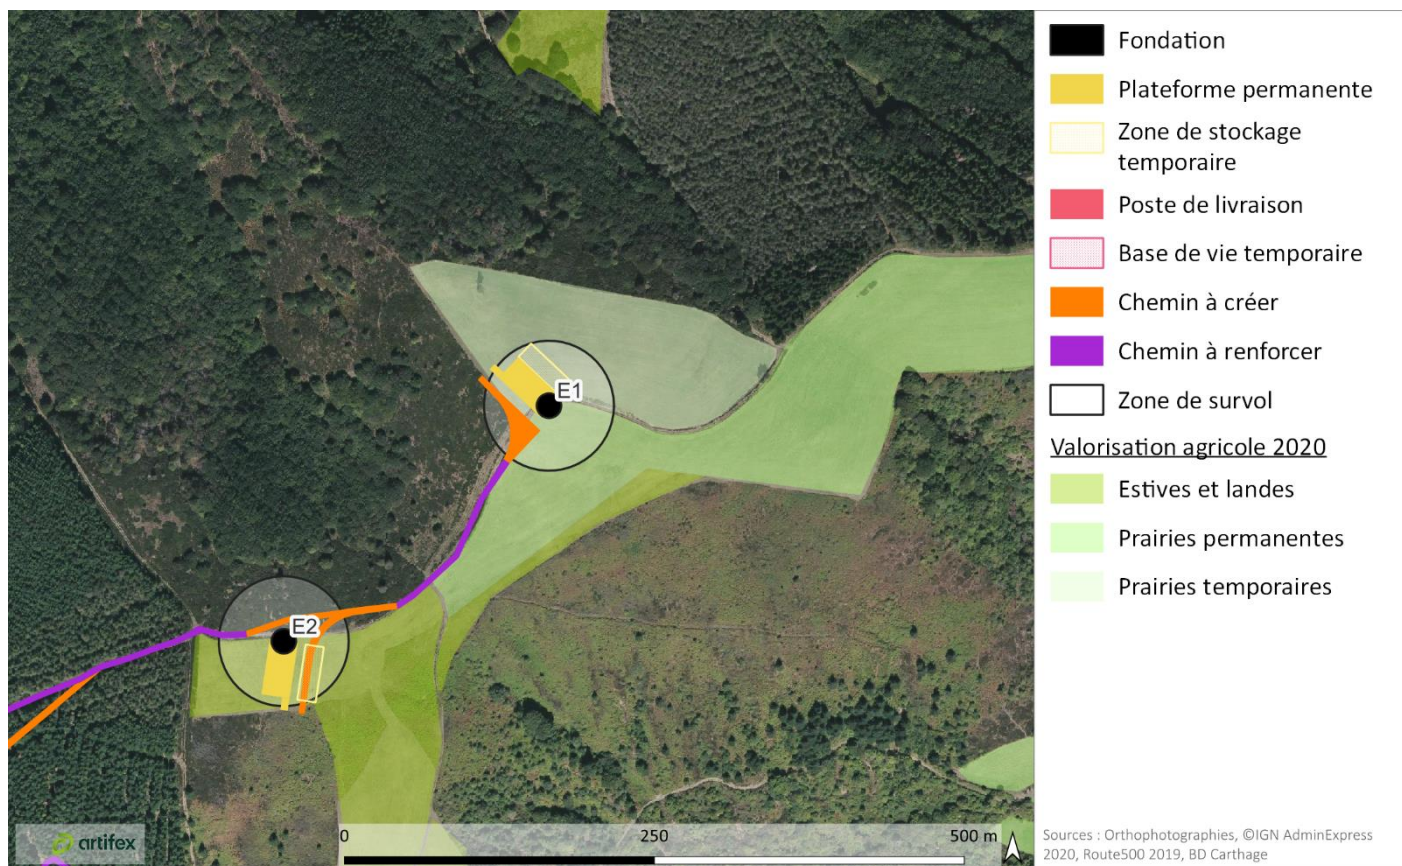 E1
E2
artifex
0
250
500 m
Fondation
Plateforme permanente
Zone de stockage
temporaire
Poste de livraison
Base de vie temporaire
Chemin à créer
Chemin à renforcer
Zone de survol
Valorisation agricole 2020
Estives et landes
Prairies permanentes
Prairies temporaires
Sources : Orthophotographies, ©IGN AdminExpress
2020, Route500 2019, BD Carthage